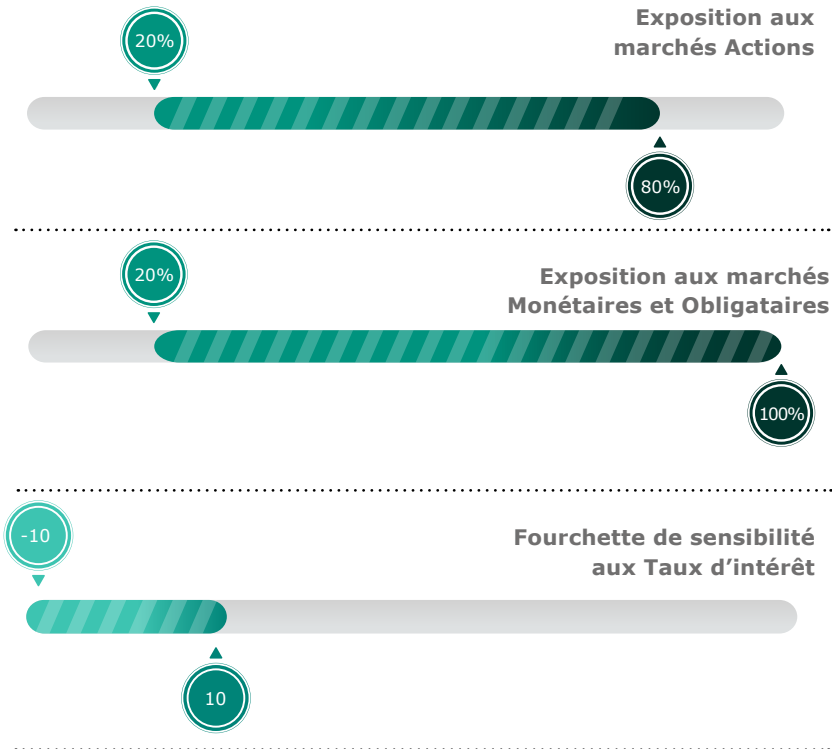 Exposition aux
marchés Actions
20%
80%
20%
Exposition aux marchés
Monétaires et Obligataires
100%
-10
Fourchette de sensibilité
aux Taux d’intérêt
10